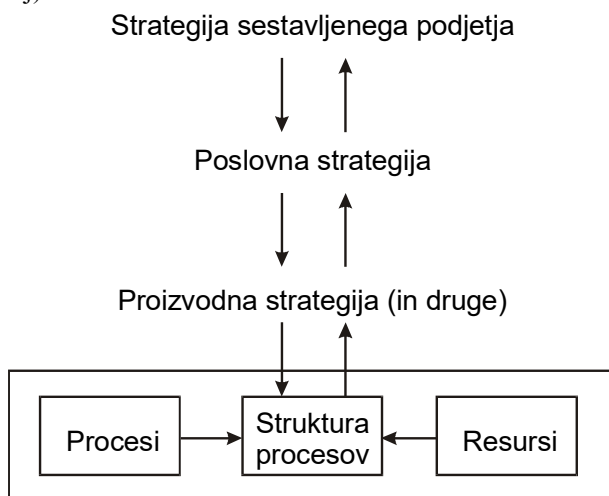 j)
Strategija sestavljenega podjetja
Poslovna strategija
Proizvodna strategija (in druge)
Procesi
Struktura
procesov
Resursi